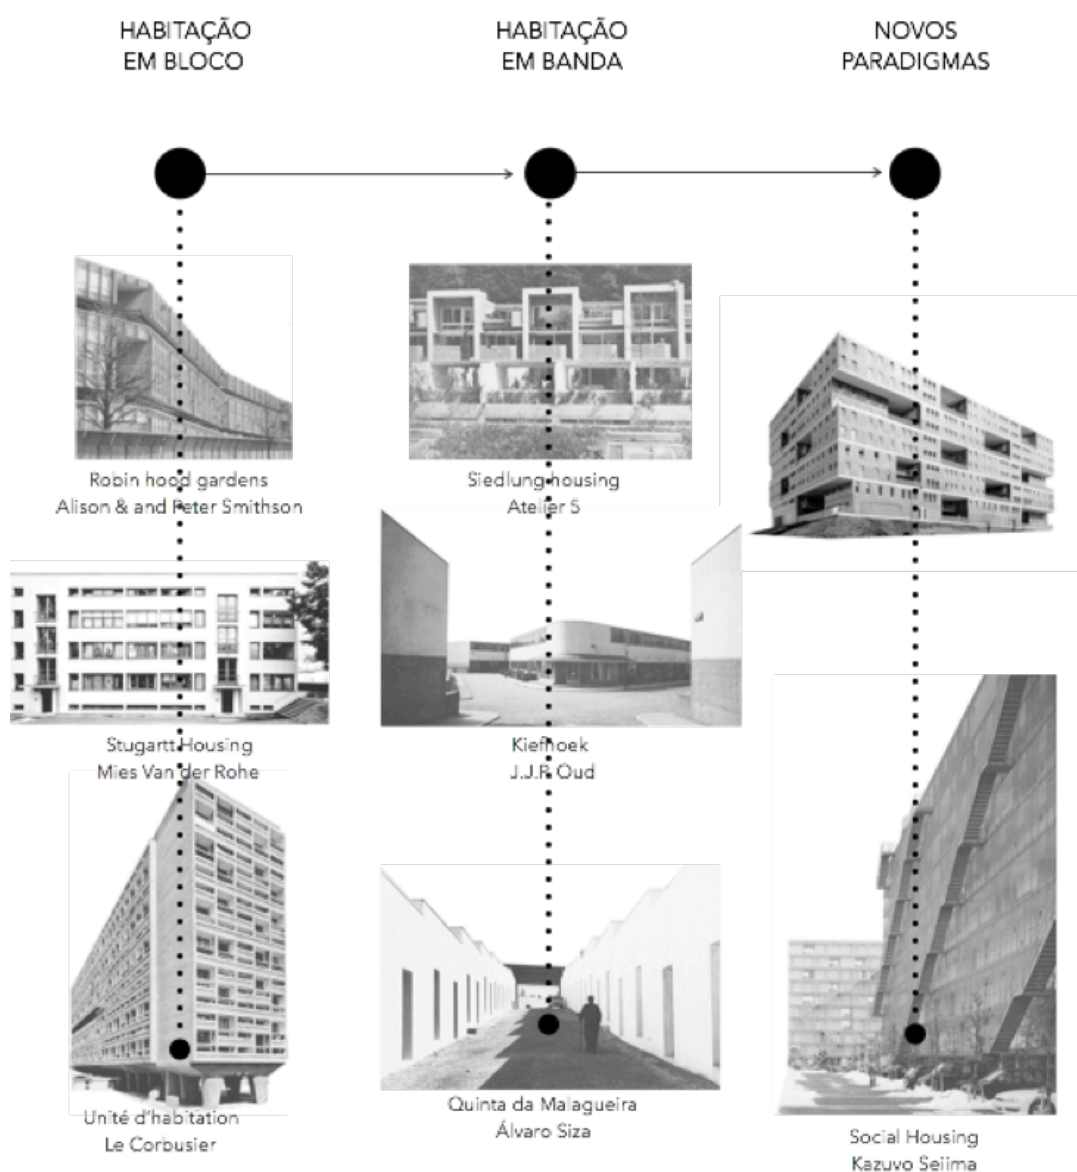 HABITAÇÃO
EM BLOCO
HABITAÇÃO
EM BANDA
NOVOS
PARADIGMAS
Robin hood gardens
Alison & and Peter Smithson
Siedlung housing
Atelier 5
Stugartt Housing
Mies Van der Rohe
Kiefhoek
J.J.P. Oud
Unité d'habitation
Le Corbusier
Quinta da Malagueira
Álvaro Siza
Social Housing
Kazuyo Sejima